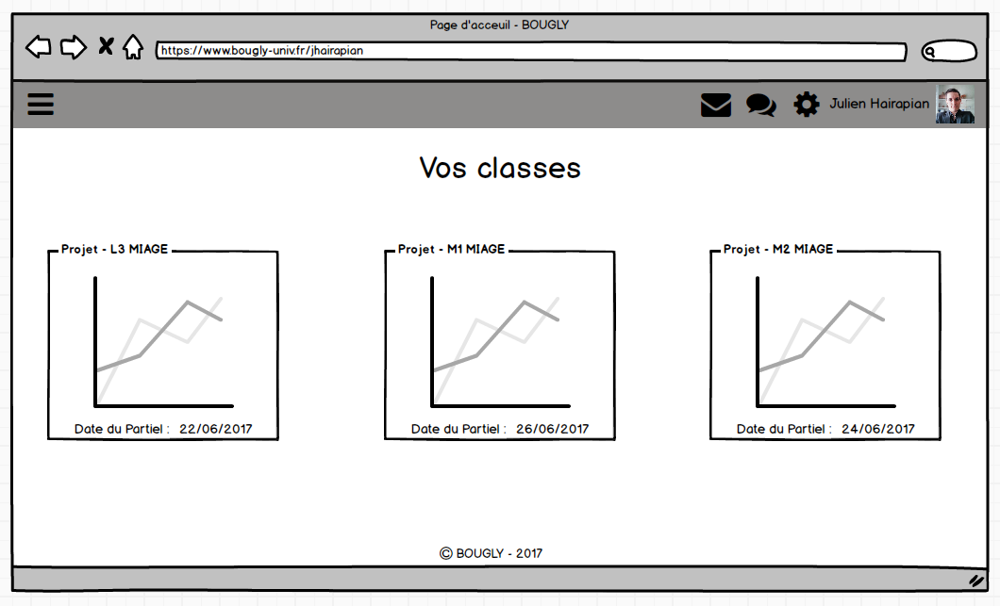 Page d'acceuil - BOUGLY
https://www.bougly-univ.fr/jhairapian
Julien Hairapian
Vos classes
Projet - L3 MIAGE
Projet - M1 MIAGE
Projet - M2 MIAGE
Date du Partiel : 22/06/2017
Date du Partiel : 26/06/2017
Date du Partiel : 24/06/2017
© BOUGLY - 2017